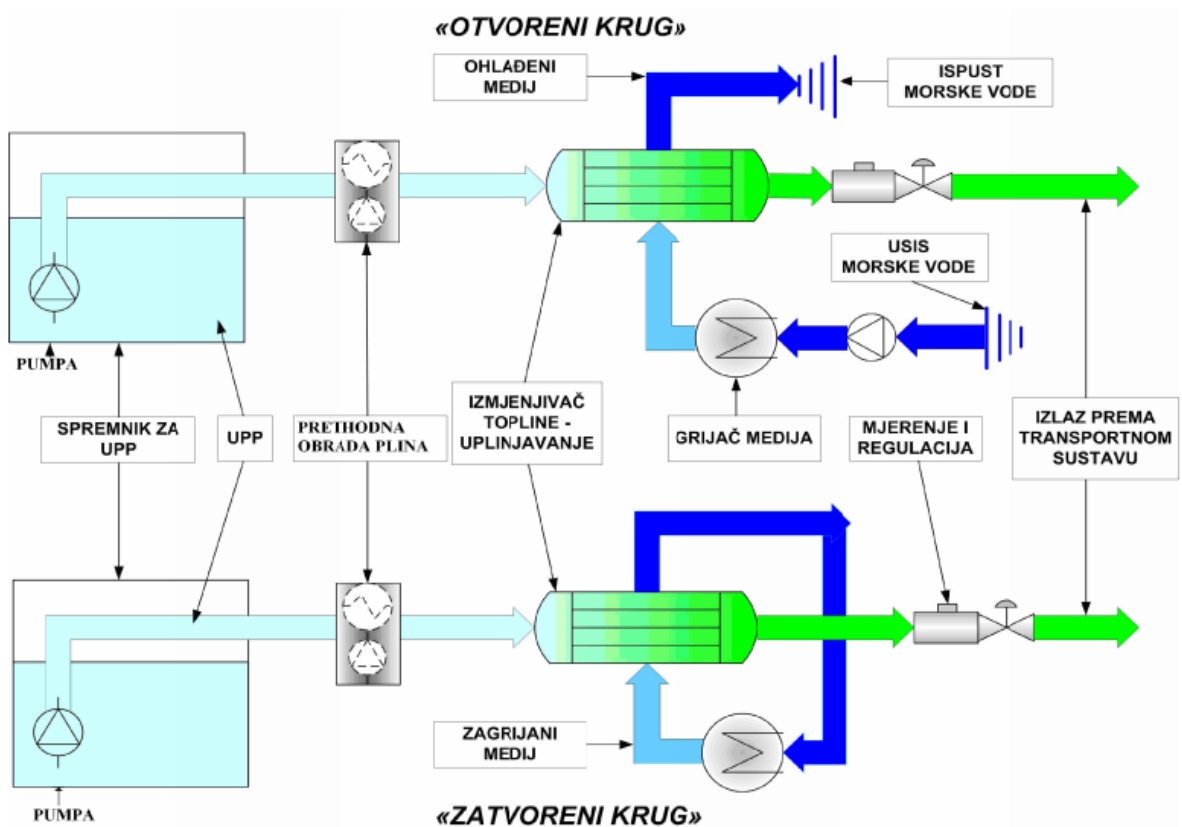 «OTVORENI KRUG»
OHLAĐENI
MEDIJ
ISPUST
MORSKE VODE
USIS
MORSKE VODE
PUMPA
SPREMNIK ZA
UPP
UPP
PRETHODNA
OBRADA PLINA
IZMJENJIVAČ
TOPLINE -
UPLINJAVANJE
GRIJAČ MEDIJA
MJERENJE I
REGULACIJA
IZLAZ PREMA
TRANSPORTNOM
SUSTAVU
ZAGRIJANI
MEDIJ
PUMPA
«ZATVORENI KRUG»